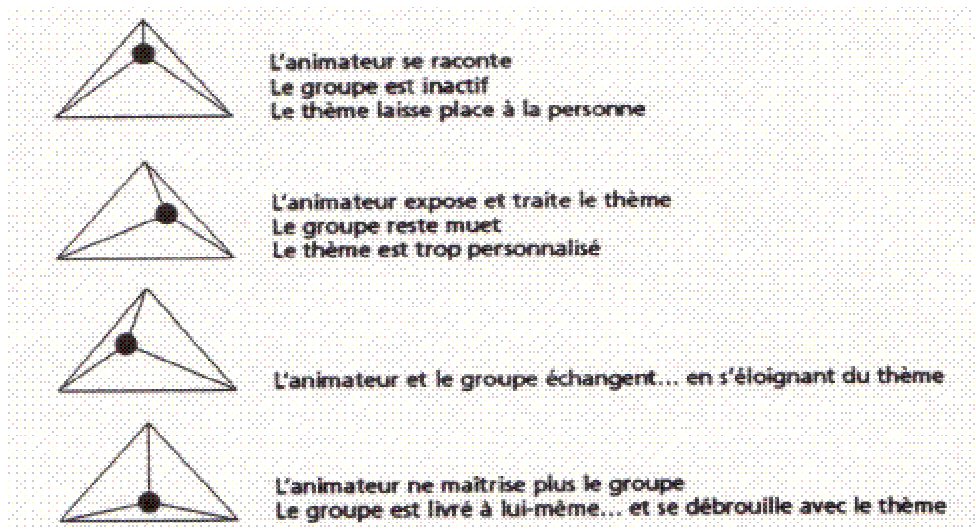 L'animateur se raconte
Le groupe est inactif
Le thème laisse place à la personne
L'animateur expose et traite le thème
Le groupe reste muet
Le thème est trop personnalisé
L'animateur et le groupe échangent... en s'éloignant du thème
L'animateur ne maîtrise plus le groupe
Le groupe est livré à lui-même... et se débrouille avec le thème